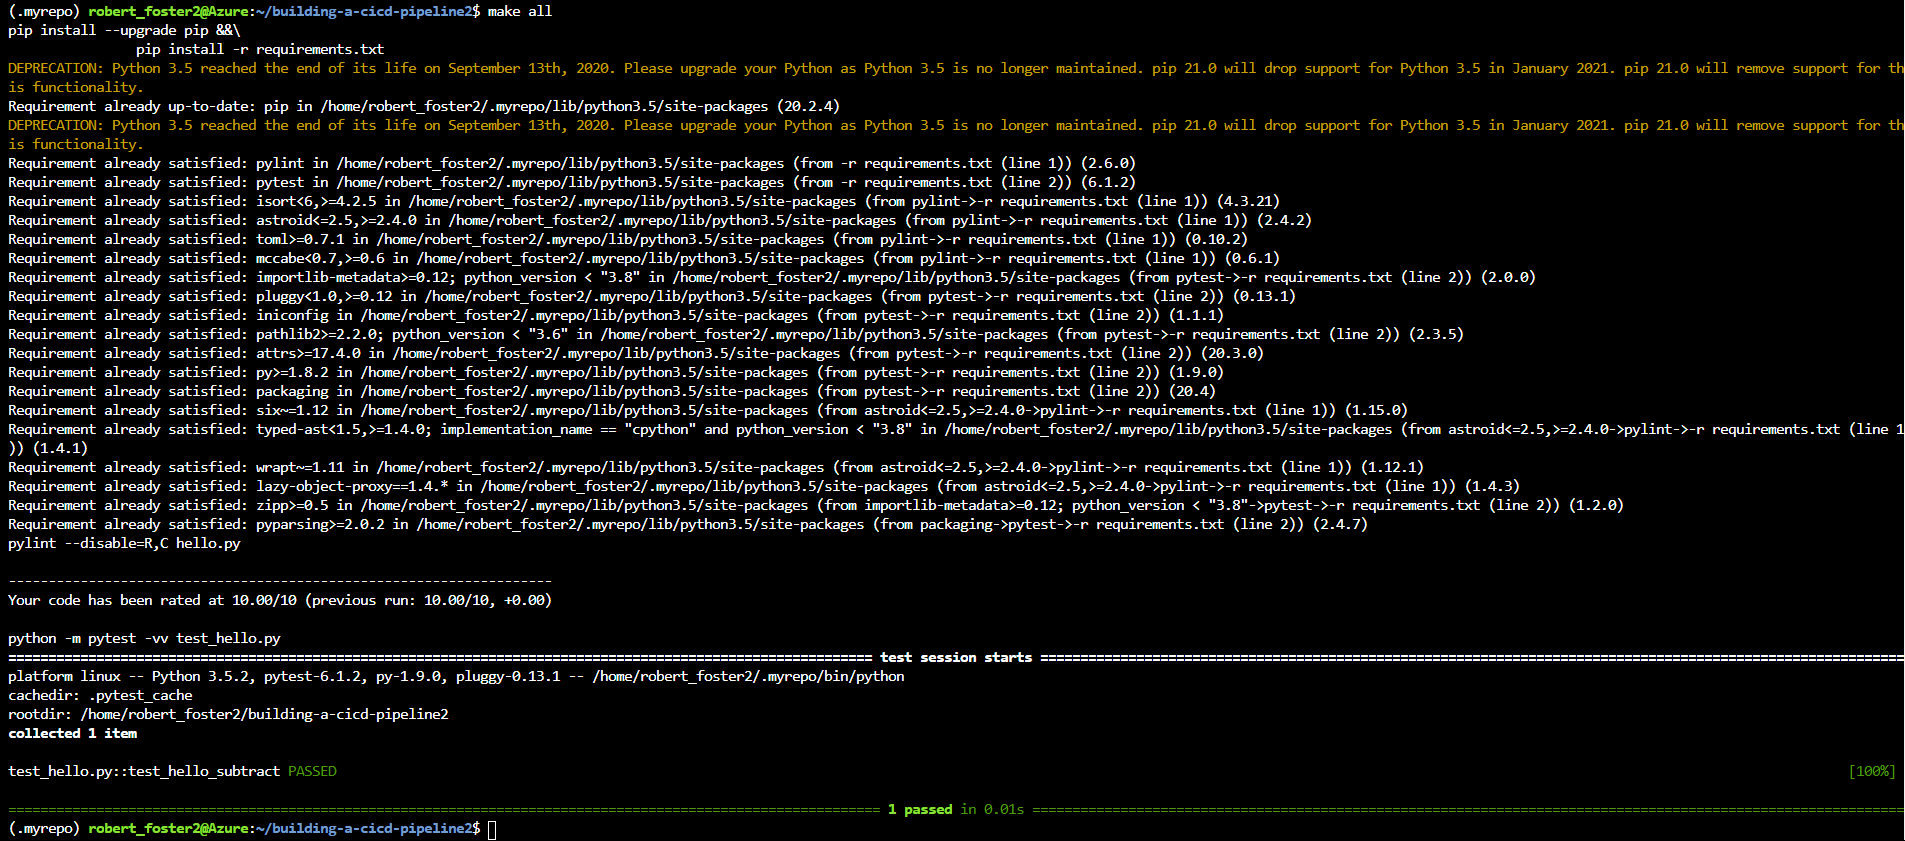 (.myrepo) robert_foster2@Azure:~/building-a-cicd-pipeline2$ make all
pip install --upgrade pip &&\
pip install -r requirements.txt
DEPRECATION: Python 3.5 reached the end of its life on September 13th, 2020. Please upgrade your Python as Python 3.5 is no longer maintained. pip 21.0 will drop support for Python 3.5 in January 2021. pip 21.0 will remove support for th
is functionality.
Requirement already up-to-date: pip in /home/robert_foster2/.myrepo/lib/python3.5/site-packages (20.2.4)
DEPRECATION: Python 3.5 reached the end of its life on September 13th, 2020. Please upgrade your Python as Python 3.5 is no longer maintained. pip 21.0 will drop support for Python 3.5 in January 2021. pip 21.0 will remove support for th
is functionality.
Requirement already satisfied: pylint in /home/robert_foster2/.myrepo/lib/python3.5/site-packages (from -r requirements.txt (line 1)) (2.6.0)
Requirement already satisfied: pytest in /home/robert_foster2/.myrepo/lib/python3.5/site-packages (from -r requirements.txt (line 2)) (6.1.2)
Requirement already satisfied: isort<6,>=4.2.5 in /home/robert_foster2/.myrepo/lib/python3.5/site-packages (from pylint->-r requirements.txt (line 1)) (4.3.21)
Requirement already satisfied: astroid<=2.5,>=2.4.0 in /home/robert_foster2/.myrepo/lib/python3.5/site-packages (from pylint->-r requirements.txt (line 1)) (2.4.2)
Requirement already satisfied: toml>=0.7.1 in /home/robert_foster2/.myrepo/lib/python3.5/site-packages (from pylint->-r requirements.txt (line 1)) (0.10.2)
Requirement already satisfied: mccabe<0.7,>=0.6 in /home/robert_foster2/.myrepo/lib/python3.5/site-packages (from pylint->-r requirements.txt (line 1)) (0.6.1)
Requirement already satisfied: importlib-metadata>=0.12; python_version < "3.8" in /home/robert_foster2/.myrepo/lib/python3.5/site-packages (from pytest->-r requirements.txt (line 2)) (2.0.0)
Requirement already satisfied: pluggy<1.0,>=0.12 in /home/robert_foster2/.myrepo/lib/python3.5/site-packages (from pytest->-r requirements.txt (line 2)) (0.13.1)
Requirement already satisfied: iniconfig in /home/robert_foster2/.myrepo/lib/python3.5/site-packages (from pytest->-r requirements.txt (line 2)) (1.1.1)
Requirement already satisfied: pathlib2>=2.2.0; python_version < "3.6" in /home/robert_foster2/.myrepo/lib/python3.5/site-packages (from pytest->-r requirements.txt (line 2)) (2.3.5)
Requirement already satisfied: attrs>=17.4.0 in /home/robert_foster2/.myrepo/lib/python3.5/site-packages (from pytest->-r requirements.txt (line 2)) (20.3.0)
Requirement already satisfied: py>=1.8.2 in /home/robert_foster2/.myrepo/lib/python3.5/site-packages (from pytest->-r requirements.txt (line 2)) (1.9.0)
Requirement already satisfied: packaging in /home/robert_foster2/.myrepo/lib/python3.5/site-packages (from pytest->-r requirements.txt (line 2)) (20.4)
Requirement already satisfied: six~=1.12 in /home/robert_foster2/.myrepo/lib/python3.5/site-packages (from astroid<=2.5,>=2.4.0->pylint->-r requirements.txt (line 1)) (1.15.0)
Requirement already satisfied: typed-ast<1.5,>=1.4.0; implementation_name == "cpython" and python_version < "3.8" in /home/robert_foster2/.myrepo/lib/python3.5/site-packages (from astroid<=2.5,>=2.4.0->pylint->-r requirements.txt (line 1
)) (1.4.1)
Requirement already satisfied: wrapt~=1.11 in /home/robert_foster2/.myrepo/lib/python3.5/site-packages (from astroid<=2.5,>=2.4.0->pylint->-r requirements.txt (line 1)) (1.12.1)
Requirement already satisfied: lazy-object-proxy==1.4.* in /home/robert_foster2/.myrepo/lib/python3.5/site-packages (from astroid<=2.5,>=2.4.0->pylint->-r requirements.txt (line 1)) (1.4.3)
Requirement already satisfied: zipp>=0.5 in /home/robert_foster2/.myrepo/lib/python3.5/site-packages (from importlib-metadata>=0.12; python_version < "3.8"->pytest->-r requirements.txt (line 2)) (1.2.0)
Requirement already satisfied: pyparsing>=2.0.2 in /home/robert_foster2/.myrepo/lib/python3.5/site-packages (from packaging->pytest->-r requirements.txt (line 2)) (2.4.7)
pylint --disable=R,C hello.py
--------------------------------------------------------------------
Your code has been rated at 10.00/10 (previous run: 10.00/10, +0.00)
python -m pytest -vv test_hello.py
============================================================================================================ test session starts ============================================================================================================
platform linux -- Python 3.5.2, pytest-6.1.2, py-1.9.0, pluggy-0.13.1 -- /home/robert_foster2/.myrepo/bin/python
cachedir: .pytest_cache
rootdir: /home/robert_foster2/building-a-cicd-pipeline2
collected 1 item
test_hello.py::test_hello_subtract PASSED [100%]
============================================================================================================= 1 passed in 0.01s =============================================================================================================
(.myrepo) robert_foster2@Azure:~/building-a-cicd-pipeline2$